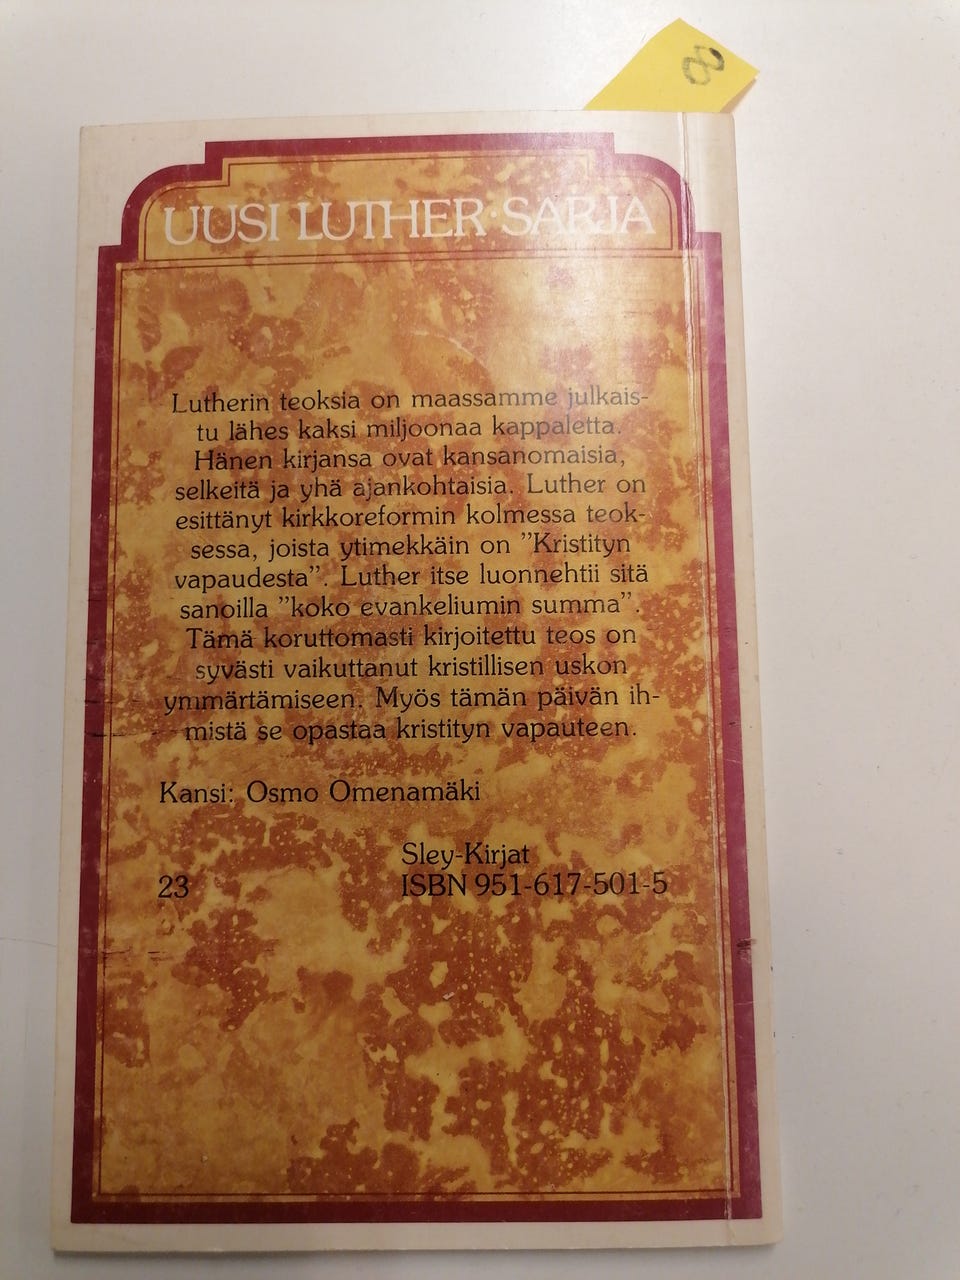 8
UUSI LUTHER·SARJA
Lutherin teoksia on maassamme julkais-
tu lähes kaksi miljoonaa kappaletta.
Hänen kirjansa ovat kansanomaisia,
selkeitä ja yhä ajankohtaisia. Luther on
esittänyt kirkkoreformin kolmessa teok-
sessa, joista ytimekkäin on ”Kristityn
vapaudesta”. Luther itse luonnehtii sitä
sanoilla ”koko evankeliumin summa”.
Tämä koruttomasti kirjoitettu teos on
syvästi vaikuttanut kristillisen uskon
ymmärtämiseen. Myös tämän päivän ih-
mistä se opastaa kristityn vapauteen.
Kansi: Osmo Omenamäki
Sley-Kirjat
23 ISBN 951-617-501-5